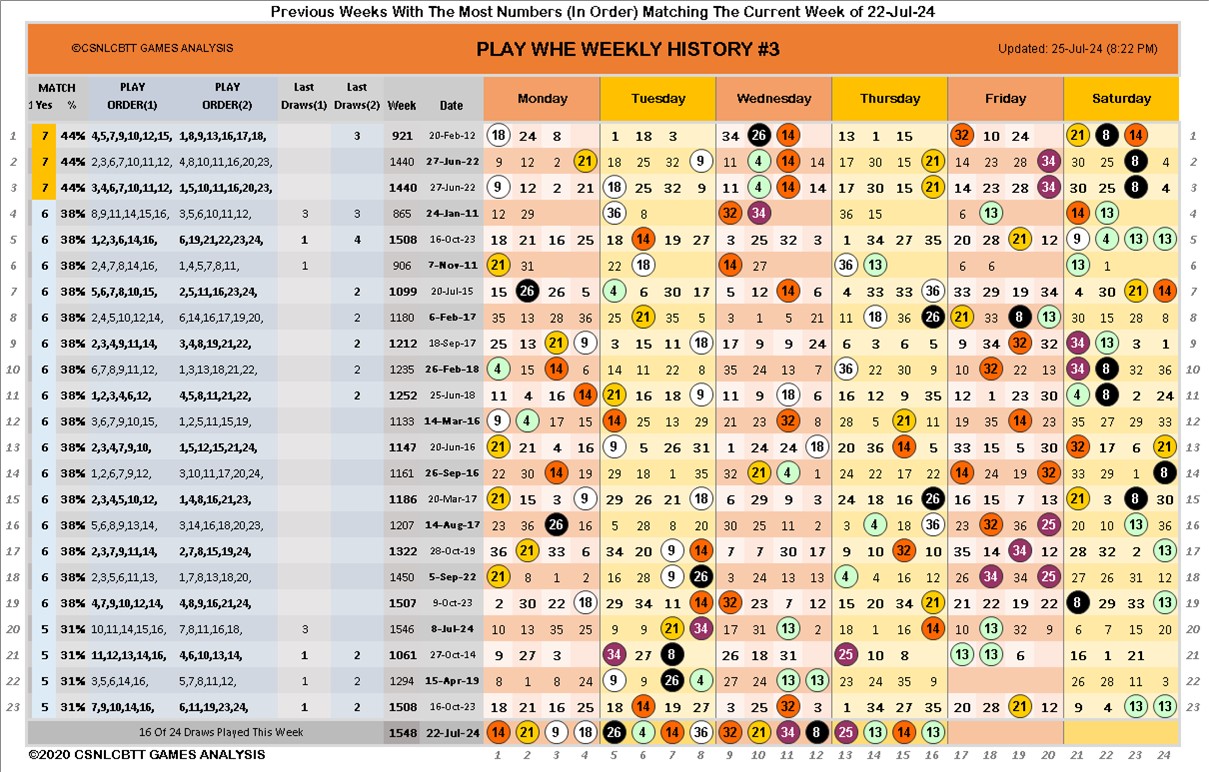 Previous Weeks With The Most Numbers (In Order) Matching The Current Week of 22-Jul-24
©CSNLCBTT GAMES ANALYSIS PLAY WHE WEEKLY HISTORY #3 Updated: 25-Jul-24 (8:22 PM)
MATCH PLAY PLAY Last Last
1 Yes % ORDER(1) ORDER(2) Draws(1) Draws(2) Week Date Monday Tuesday Wednesday Thursday Friday Saturday
1 7 44% 4,5,7,9,10,12,15, 1,8,9,13,16,17,18, 3 921 20-Feb-12 18 24 8 1 18 3 34 26 14 13 1 15 32 10 24 21 8 14 1
2 7 44% 2,3,6,7,10,11,12, 4,8,10,11,16,20,23, 1440 27-Jun-22 9 12 2 21 18 25 32 9 11 4 14 14 17 30 15 21 14 23 28 34 30 25 8 4 2
3 7 44% 3,4,6,7,10,11,12, 1,5,10,11,16,20,23, 1440 27-Jun-22 9 12 2 21 18 25 32 9 11 4 14 14 17 30 15 21 14 23 28 34 30 25 8 4 3
4 6 38% 8,9,11,14,15,16, 3,5,6,10,11,12, 3 3 865 24-Jan-11 12 29 36 8 32 34 36 15 6 13 14 13 4
5 6 38% 1,2,3,6,14,16, 6,19,21,22,23,24, 1 4 1508 16-Oct-23 18 21 16 25 18 14 19 27 3 25 32 3 1 34 27 35 20 28 21 12 9 4 13 13 5
6 6 38% 2,4,7,8,14,16, 1,4,5,7,8,11, 1 906 7-Nov-11 21 31 22 18 14 27 36 13 6 6 13 1 6
7 6 38% 5,6,7,8,10,15, 2,5,11,16,23,24, 2 1099 20-Jul-15 15 26 26 5 4 6 30 17 5 12 14 6 4 33 33 36 33 29 19 34 4 30 21 14 7
8 6 38% 2,4,5,10,12,14, 6,14,16,17,19,20, 2 1180 6-Feb-17 35 13 28 36 25 21 35 8 3 1 5 21 11 18 36 26 21 33 8 13 30 15 28 8 8
9 6 38% 2,3,4,9,11,14, 3,4,8,19,21,22, 2 1212 18-Sep-17 25 13 21 9 3 15 11 18 17 9 9 24 6 3 6 5 9 34 32 32 34 13 3 1 9
10 6 38% 6,7,8,9,11,12, 1,3,13,18,21,22, 2 1235 26-Feb-18 4 15 14 6 14 11 22 8 35 24 13 7 36 22 30 9 10 32 22 13 34 8 32 36 10
11 6 38% 1,2,3,4,6,12, 4,5,8,11,21,22, 2 1252 25-Jun-18 11 4 16 14 21 16 18 9 11 9 18 6 16 12 9 35 12 1 23 30 4 8 2 24 11
12 6 38% 3,6,7,9,10,15, 1,2,5,11,15,19, 1133 14-Mar-16 9 4 17 15 14 25 13 29 21 23 32 8 28 5 21 11 19 35 14 23 8 17 23 35 12
13 6 38% 2,3,4,7,9,10, 1,5,12,15,21,24, 1147 20-Jun-16 21 21 4 16 9 5 26 31 1 24 24 18 20 36 14 5 33 15 5 30 32 17 6 21 13
14 6 38% 1,2,6,7,9,12, 3,10,11,17,20,24, 1161 26-Sep-16 22 30 14 19 29 18 1 35 32 21 4 1 24 22 17 22 14 24 19 32 33 29 1 8 14
15 6 38% 2,3,4,5,10,12, 1,4,8,16,21,23, 1186 20-Mar-17 21 15 3 9 29 26 21 18 6 29 9 3 24 18 16 26 16 15 7 13 21 3 8 30 15
16 6 38% 5,6,8,9,13,14, 3,14,16,18,20,23, 1207 14-Aug-17 23 36 26 16 5 28 8 20 30 25 11 2 3 4 18 36 23 32 36 25 20 10 13 36 16
17 6 38% 2,3,7,9,11,14, 2,7,8,15,19,24, 1322 28-Oct-19 36 21 33 6 34 20 9 14 7 7 30 17 9 10 32 10 35 14 34 12 28 32 2 13 17
18 6 38% 2,3,5,6,11,13, 1,7,8,13,18,20, 1450 5-Sep-22 21 8 1 2 16 28 9 26 3 24 13 13 4 4 16 12 26 34 34 25 27 26 31 12 18
19 6 38% 4,7,9,10,12,14, 4,8,9,16,21,24, 1507 9-Oct-23 2 30 22 18 29 34 11 14 32 23 7 12 15 20 34 21 21 22 19 22 8 29 33 13 19
20 5 31% 10,11,14,15,16, 7,8,11,16,18, 3 1546 8-Jul-24 10 13 35 25 9 9 21 34 17 31 13 2 18 1 16 14 10 13 32 9 6 7 15 20 20
21 5 31% 11,12,13,14,16, 4,6,10,13,14, 1 2 1061 27-Oct-14 9 27 3 34 27 8 26 18 31 25 10 8 13 13 6 16 1 21 21
22 5 31% 3,5,6,14,16, 5,7,8,11,12, 1 2 1294 15-Apr-19 8 1 8 24 9 9 26 4 27 24 13 13 23 24 35 9 26 28 11 3 22
23 5 31% 7,9,10,14,16, 6,11,19,23,24, 1 2 1508 16-Oct-23 18 21 16 25 18 14 19 27 3 25 32 3 1 34 27 35 20 28 21 12 9 4 13 13 23
16 Of 24 Draws Played This Week 1548 22-Jul-24 14 21 9 18 26 4 14 36 32 21 34 8 25 13 14 13
©2020 CSNLCBTT GAMES ANALYSIS 1 2 3 4 5 6 7 8 9 10 11 12 13 14 15 16 17 18 19 20 21 22 23 24